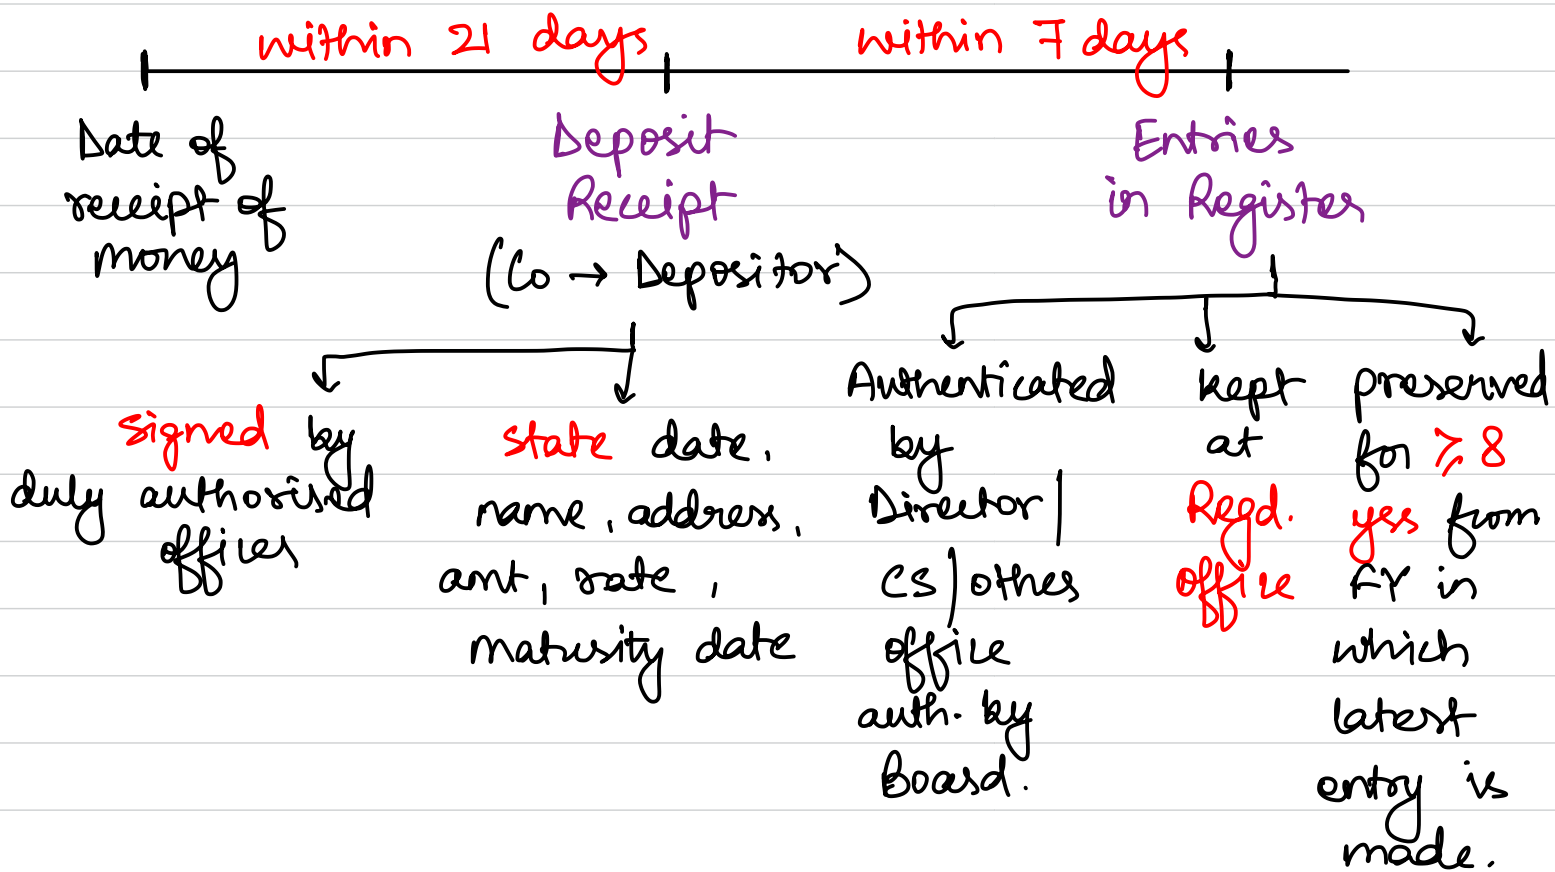 within 21 days
within 7 days
Date of
receipt of
money
Deposit
Receipt
(Co → Depositor)
signed by
duly authorised
officer
state date,
name, address,
amt, rate,
maturity date
Entries
in Register
Authenticated
by
Director/
CS/other
office
auth. by
Board.
kept
at
Regd.
office
preserved
for ≥ 8
yrs from
FY in
which
latest
entry is
made.